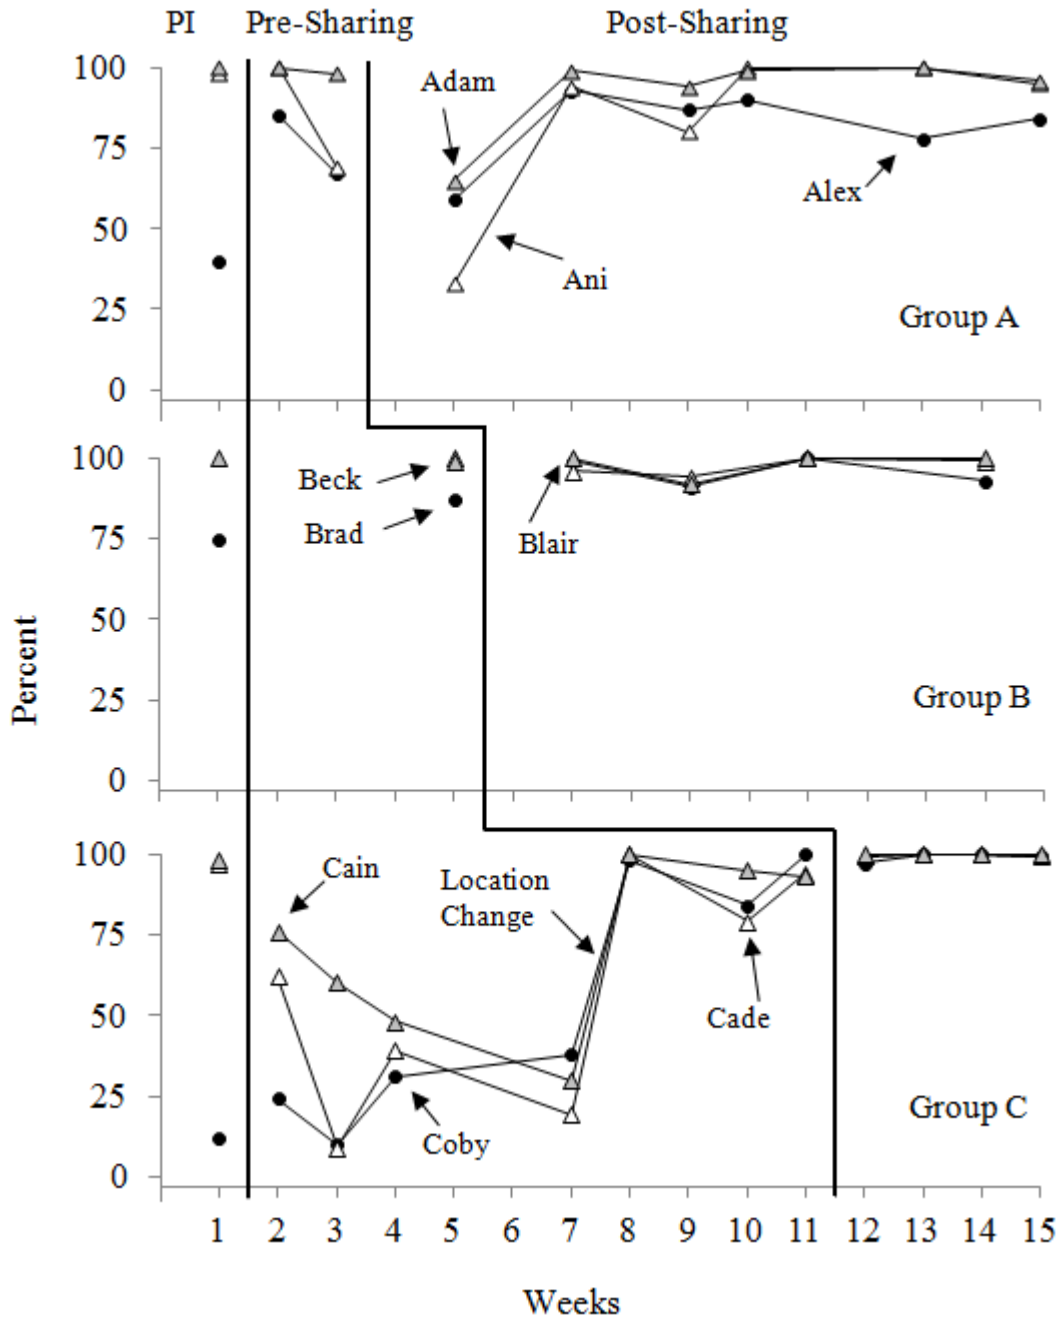 PI Pre-Sharing Post-Sharing
100
75
50
25
0
Adam
Ani
Alex
Group A
100
75
50
25
0
Beck
Brad
Blair
Group B
Percent
100
75
50
25
0
Cain
Location
Change
Cade
Coby
Group C
1 2 3 4 5 6 7 8 9 10 11 12 13 14 15
Weeks